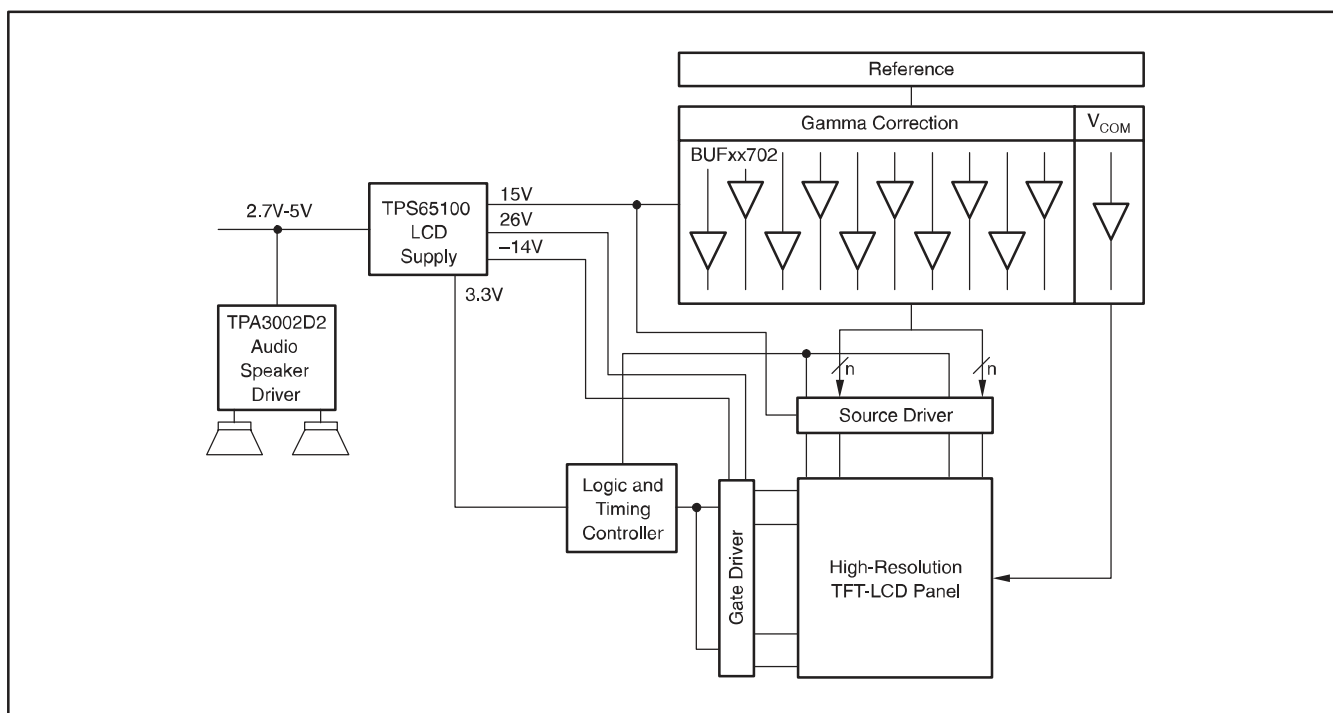 Reference
Gamma Correction
V_COM
BUFxx702
2.7V-5V
TPS65100
LCD
Supply
15V
26V
–14V
3.3V
TPA3002D2
Audio
Speaker
Driver
n
n
Source Driver
Logic and
Timing
Controller
Gate Driver
High-Resolution
TFT-LCD Panel